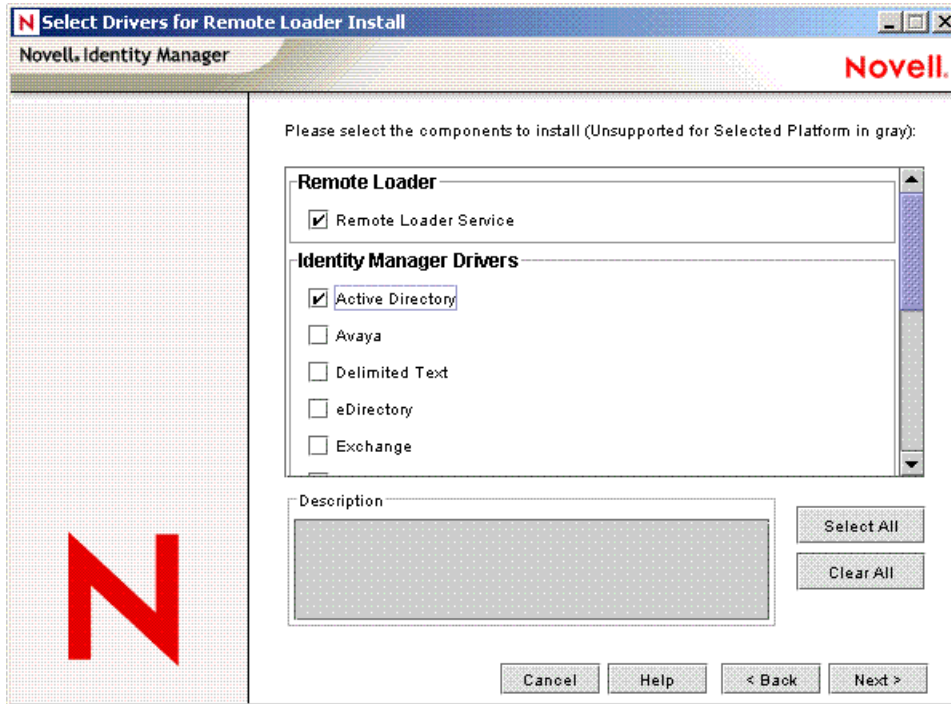 N Select Drivers for Remote Loader Install
Novell. Identity Manager
Novell.
Please select the components to install (Unsupported for Selected Platform in gray):
Remote Loader
Remote Loader Service
Identity Manager Drivers
Active Directory
Avaya
Delimited Text
eDirectory
Exchange
Description
Select All
Clear All
N
Cancel
Help
< Back
Next >